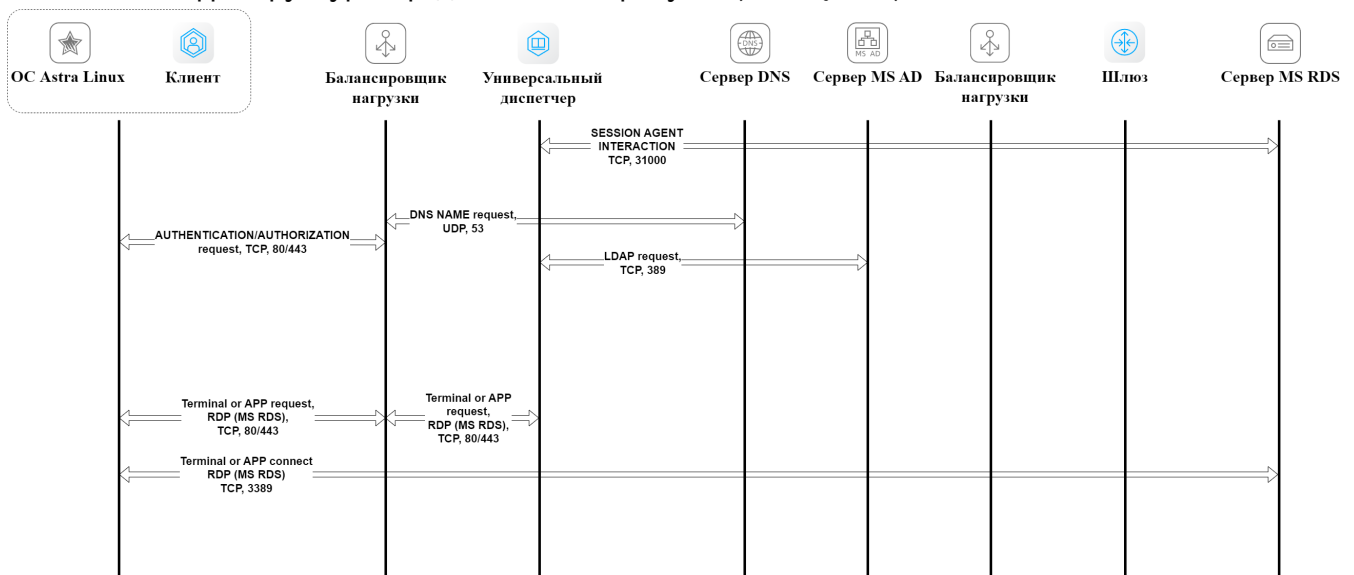 ОС Astra Linux
Клиент
Балансировщик
нагрузки
Универсальный
диспетчер
DNS
Сервер DNS
MS AD
Сервер MS AD
Балансировщик
нагрузки
Шлюз
Сервер MS RDS
SESSION AGENT
INTERACTION
TCP, 31000
DNS NAME request,
UDP, 53
AUTHENTICATION/AUTHORIZATION
request, TCP, 80/443
LDAP request,
TCP, 389
Terminal or APP request,
RDP (MS RDS),
TCP, 80/443
Terminal or APP
request,
RDP (MS RDS),
TCP, 80/443
Terminal or APP connect
RDP (MS RDS)
TCP, 3389